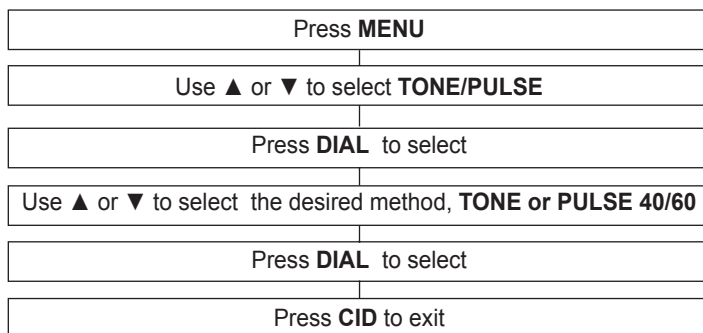 Press MENU
Use ▲ or ▼ to select TONE/PULSE
Press DIAL to select
Use ▲ or ▼ to select the desired method, TONE or PULSE 40/60
Press DIAL to select
Press CID to exit